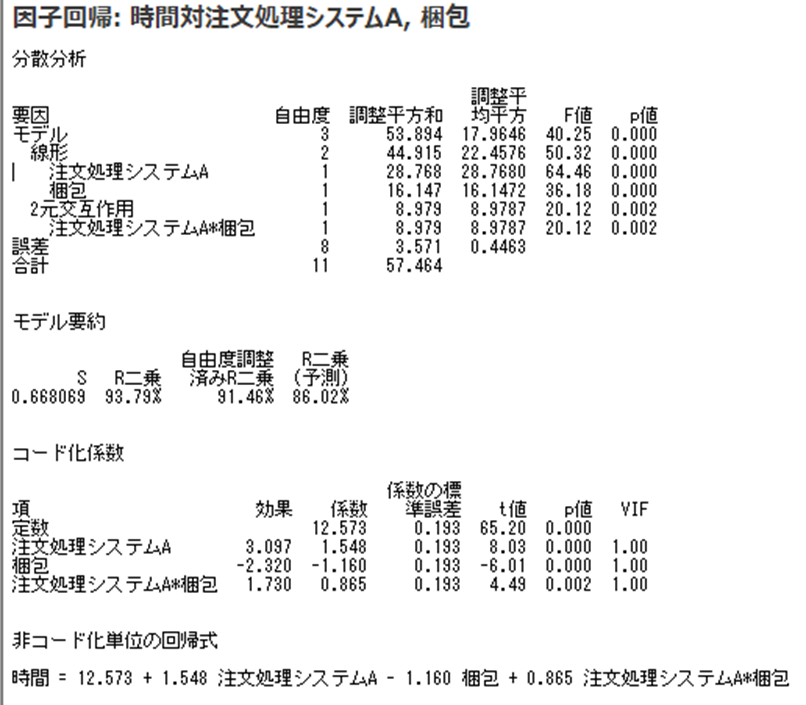 因子回帰: 時間対注文処理システムA, 梱包
分散分析
調整平
要因 自由度 調整平方和 均平方 F値 p値
モデル 3 53.894 17.9646 40.25 0.000
線形 2 44.915 22.4576 50.32 0.000
注文処理システムA 1 28.768 28.7680 64.46 0.000
梱包 1 16.147 16.1472 36.18 0.000
2元交互作用 1 8.979 8.9787 20.12 0.002
注文処理システムA*梱包 1 8.979 8.9787 20.12 0.002
誤差 8 3.571 0.4463
合計 11 57.464
モデル要約
自由度調整 R二乗
S R二乗 済みR二乗 (予測)
0.668069 93.79% 91.46% 86.02%
コード化係数
係数の標
項 効果 係数 準誤差 t値 p値 VIF
定数 12.573 0.193 65.20 0.000
注文処理システムA 3.097 1.548 0.193 8.03 0.000 1.00
梱包 -2.320 -1.160 0.193 -6.01 0.000 1.00
注文処理システムA*梱包 1.730 0.865 0.193 4.49 0.002 1.00
非コード化単位の回帰式
時間 = 12.573 + 1.548 注文処理システムA - 1.160 梱包 + 0.865 注文処理システムA*梱包